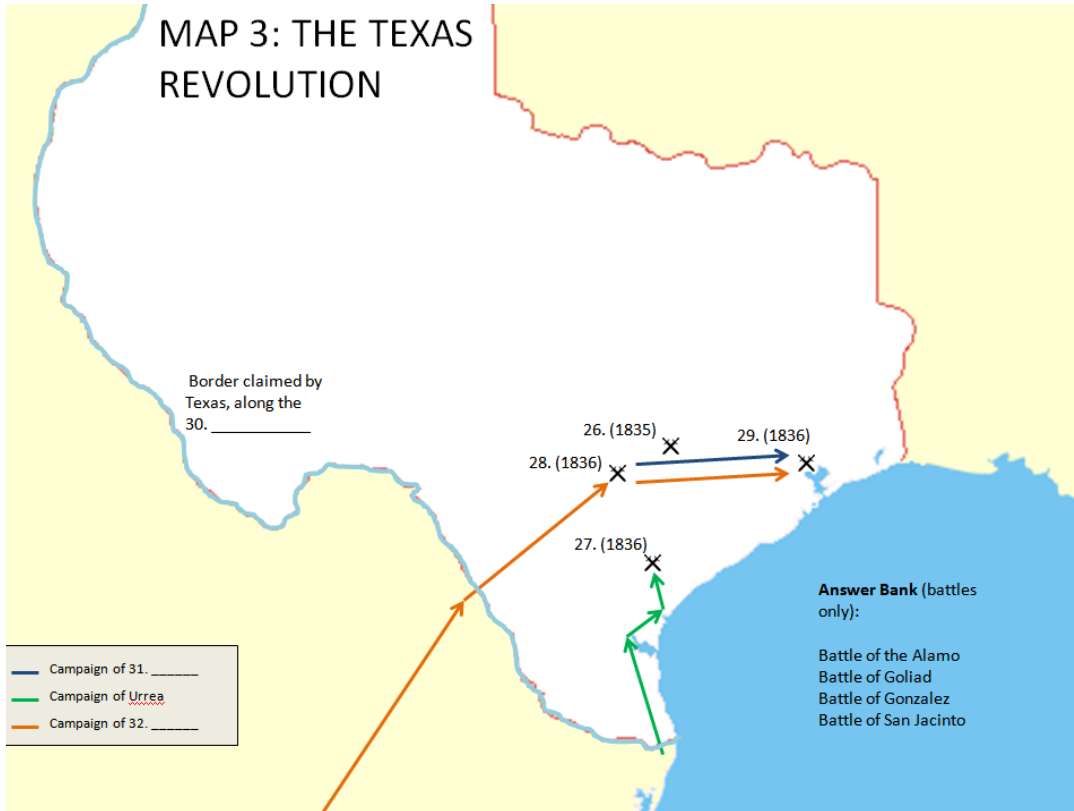 MAP 3: THE TEXAS
REVOLUTION
Border claimed by
Texas, along the
30. ___________
26. (1835)
29. (1836)
28. (1836)
27. (1836)
Answer Bank (battles
only):
Battle of the Alamo
Battle of Goliad
Battle of Gonzalez
Battle of San Jacinto
Campaign of 31. ______
Campaign of Urrea
Campaign of 32. ______